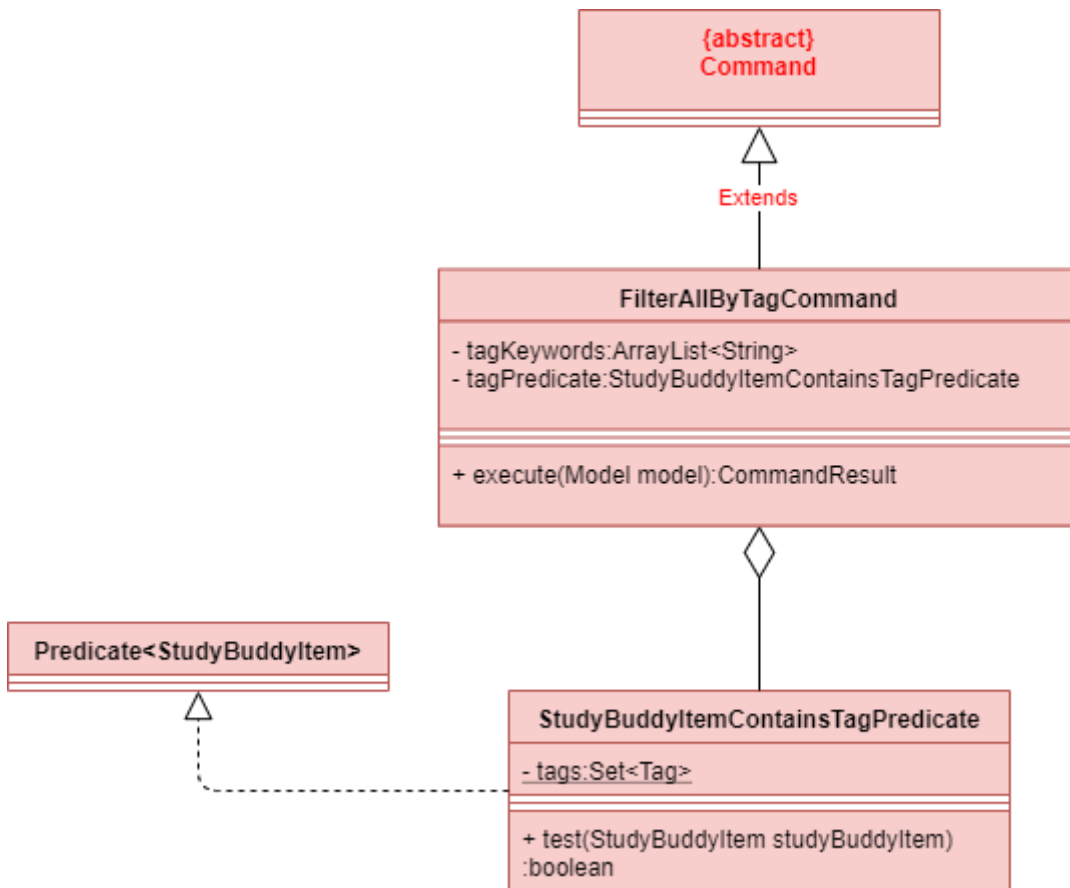 {abstract}
Command
Extends
FilterAllByTagCommand
- tagKeywords:ArrayList<String>
- tagPredicate:StudyBuddyItemContainsTagPredicate
+ execute(Model model):CommandResult
Predicate<StudyBuddyItem>
StudyBuddyItemContainsTagPredicate
- tags:Set<Tag>
+ test(StudyBuddyItem studyBuddyItem)
:boolean